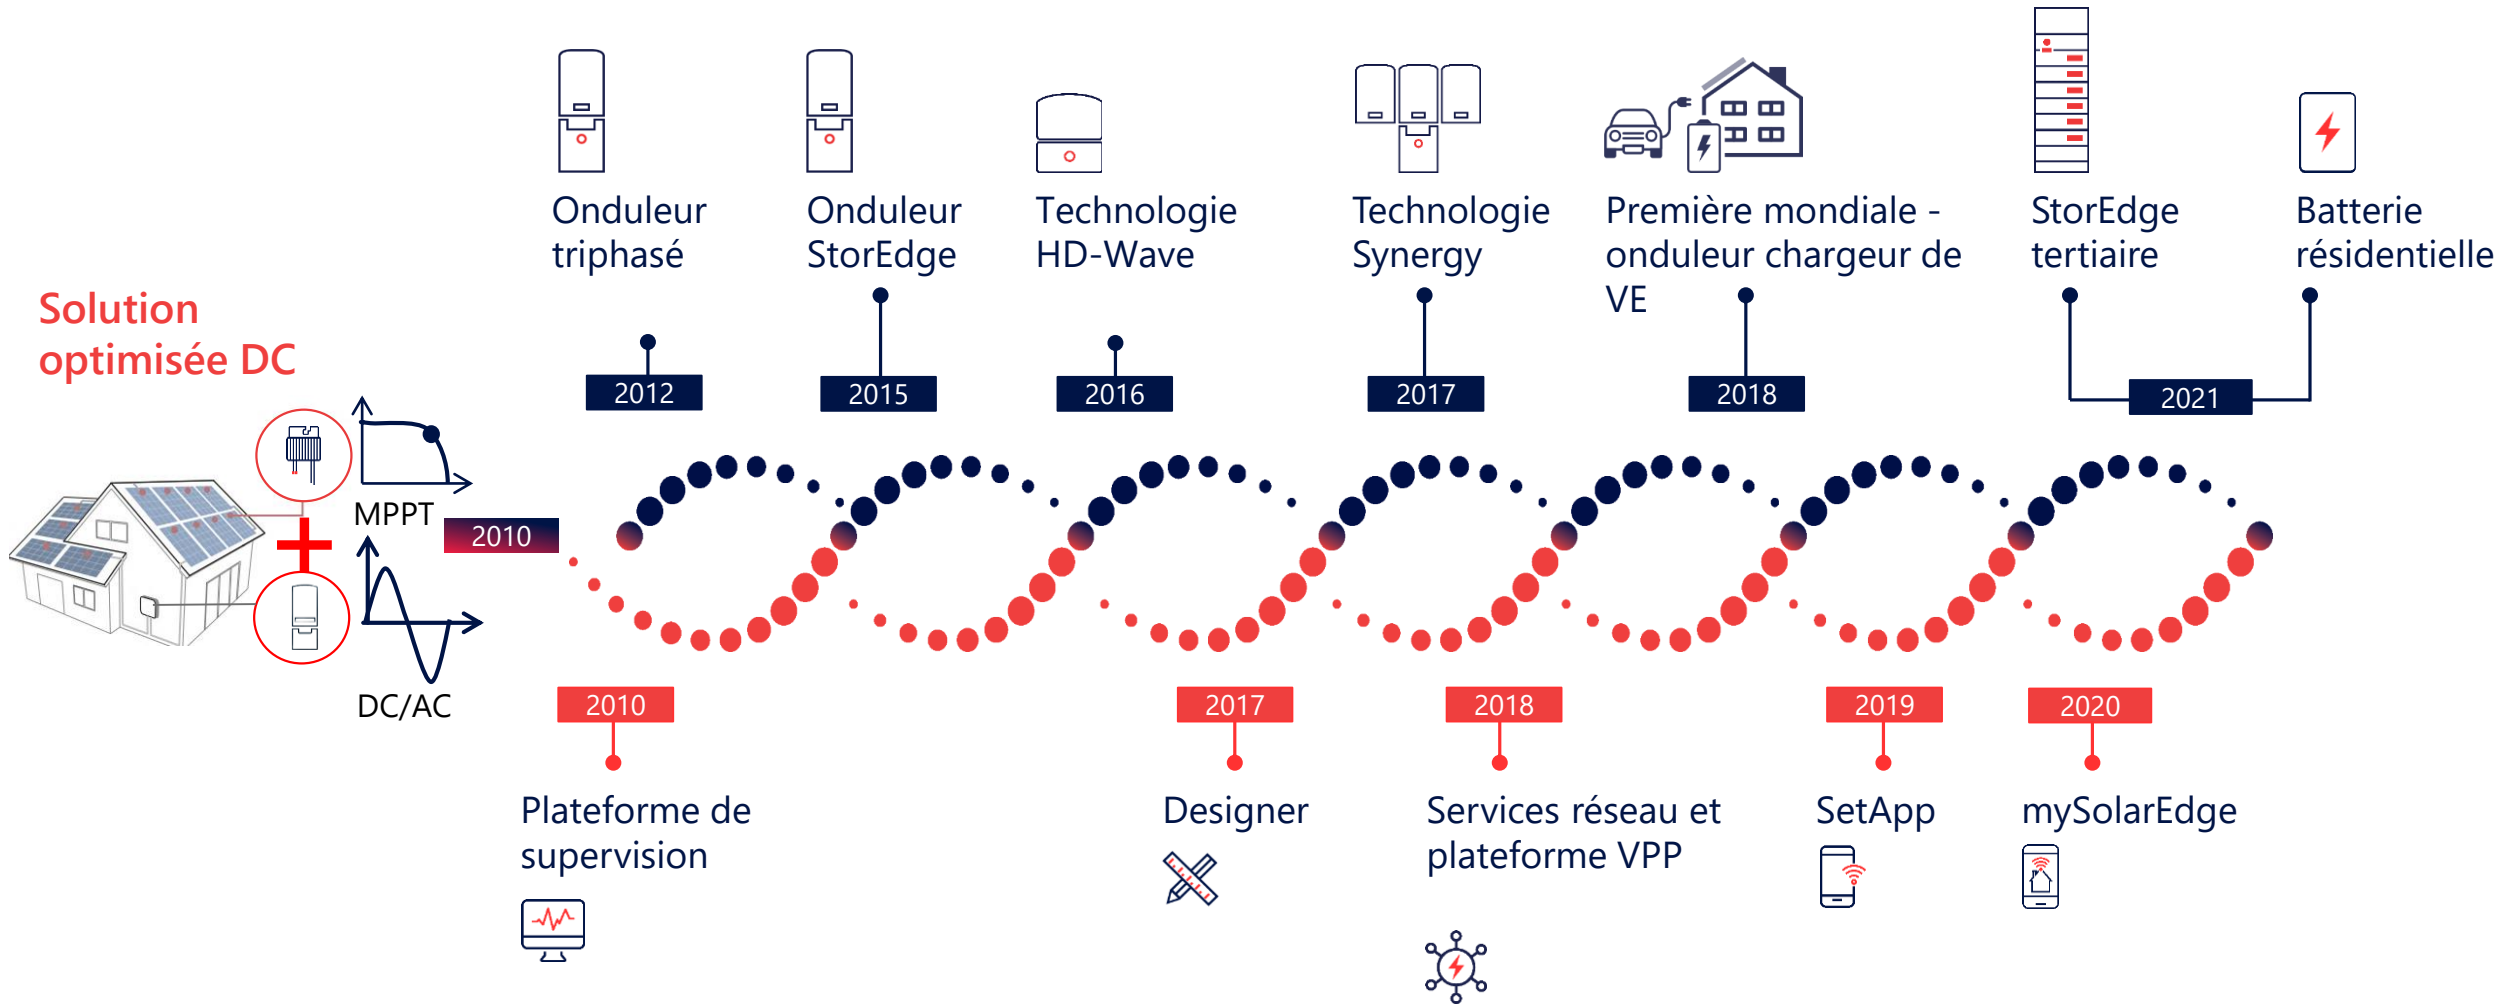 Onduleur
triphasé
Onduleur
StorEdge
Technologie
HD-Wave
Technologie
Synergy
Première mondiale -
onduleur chargeur de
VE
StorEdge
tertiaire
Batterie
résidentielle
Solution
optimisée DC
2012
2015
2016
2017
2018
2021
MPPT
2010
DC/AC
2010
2017
2018
2019
2020
Plateforme de
supervision
Designer
Services réseau et
plateforme VPP
SetApp
mySolarEdge